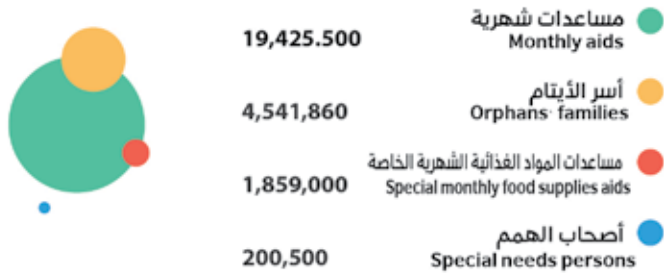 مساعدات شهرية
Monthly aids
19,425.500
أسر الأيتام
Orphans· families
4,541,860
مساعدات المواد الغذائية الشهرية الخاصة
Special monthly food supplies aids
1,859,000
أصحاب الهمم
Special needs persons
200,500